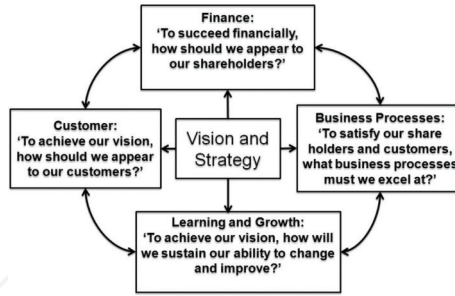 Finance:
‘To succeed financially,
how should we appear to
our shareholders?’
Customer:
‘To achieve our vision,
how should we appear
to our customers?’
Vision and
Strategy
Business Processes:
‘To satisfy our share
holders and customers,
what business processes
must we excel at?’
Learning and Growth:
‘To achieve our vision, how will
we sustain our ability to change
and improve?’